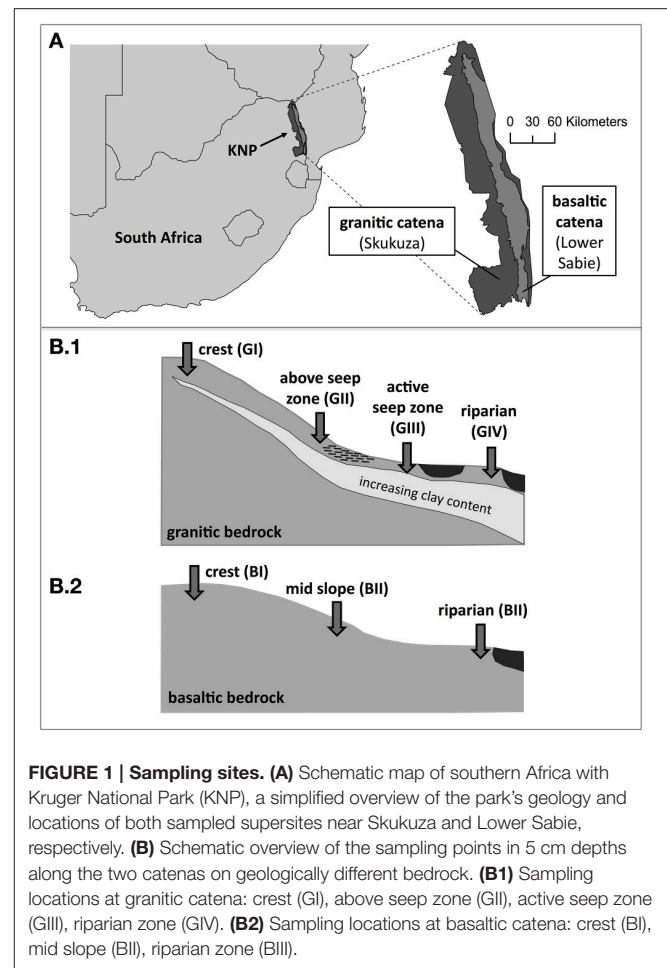 A
KNP
South Africa
0 30 60 Kilometers
granitic catena
(Skukuza)
basaltic
catena
(Lower
Sabie)
B.1
crest (GI)
above seep
zone (GII)
active
seep zone
(GIII)
riparian
(GIV)
increasing clay content
granitic bedrock
B.2
crest (BI)
mid slope (BII)
riparian (BII)
basaltic bedrock
FIGURE 1 | Sampling sites. (A) Schematic map of southern Africa with
Kruger National Park (KNP), a simplified overview of the park's geology and
locations of both sampled supersites near Skukuza and Lower Sabie,
respectively. (B) Schematic overview of the sampling points in 5 cm depths
along the two catenas on geologically different bedrock. (B1) Sampling
locations at granitic catena: crest (GI), above seep zone (GII), active seep zone
(GIII), riparian zone (GIV). (B2) Sampling locations at basaltic catena: crest (BI),
mid slope (BII), riparian zone (BIII).